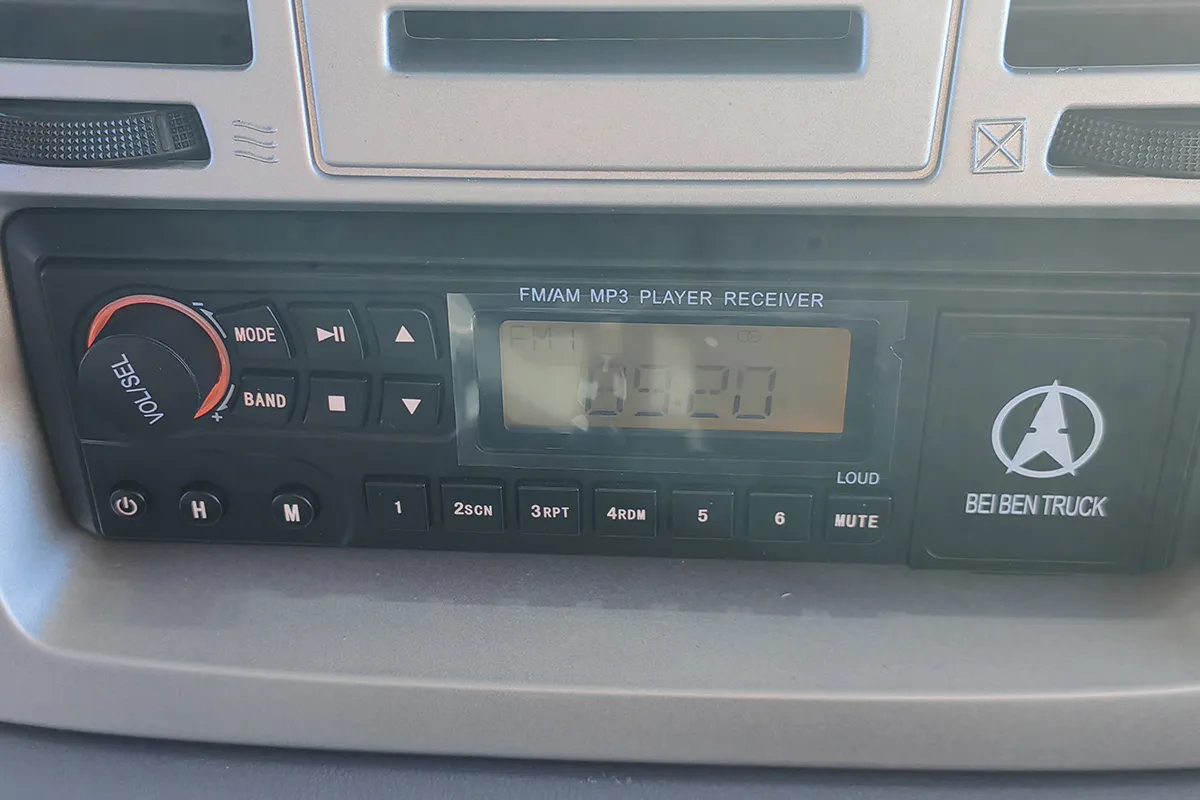 FM/AM MP3 PLAYER RECEIVER
MODE
VOL/SEL
BAND
FM1
09:20
LOUD
H
M
1
2SCN
3RPT
4RDM
5
6
MUTE
BEI BEN TRUCK